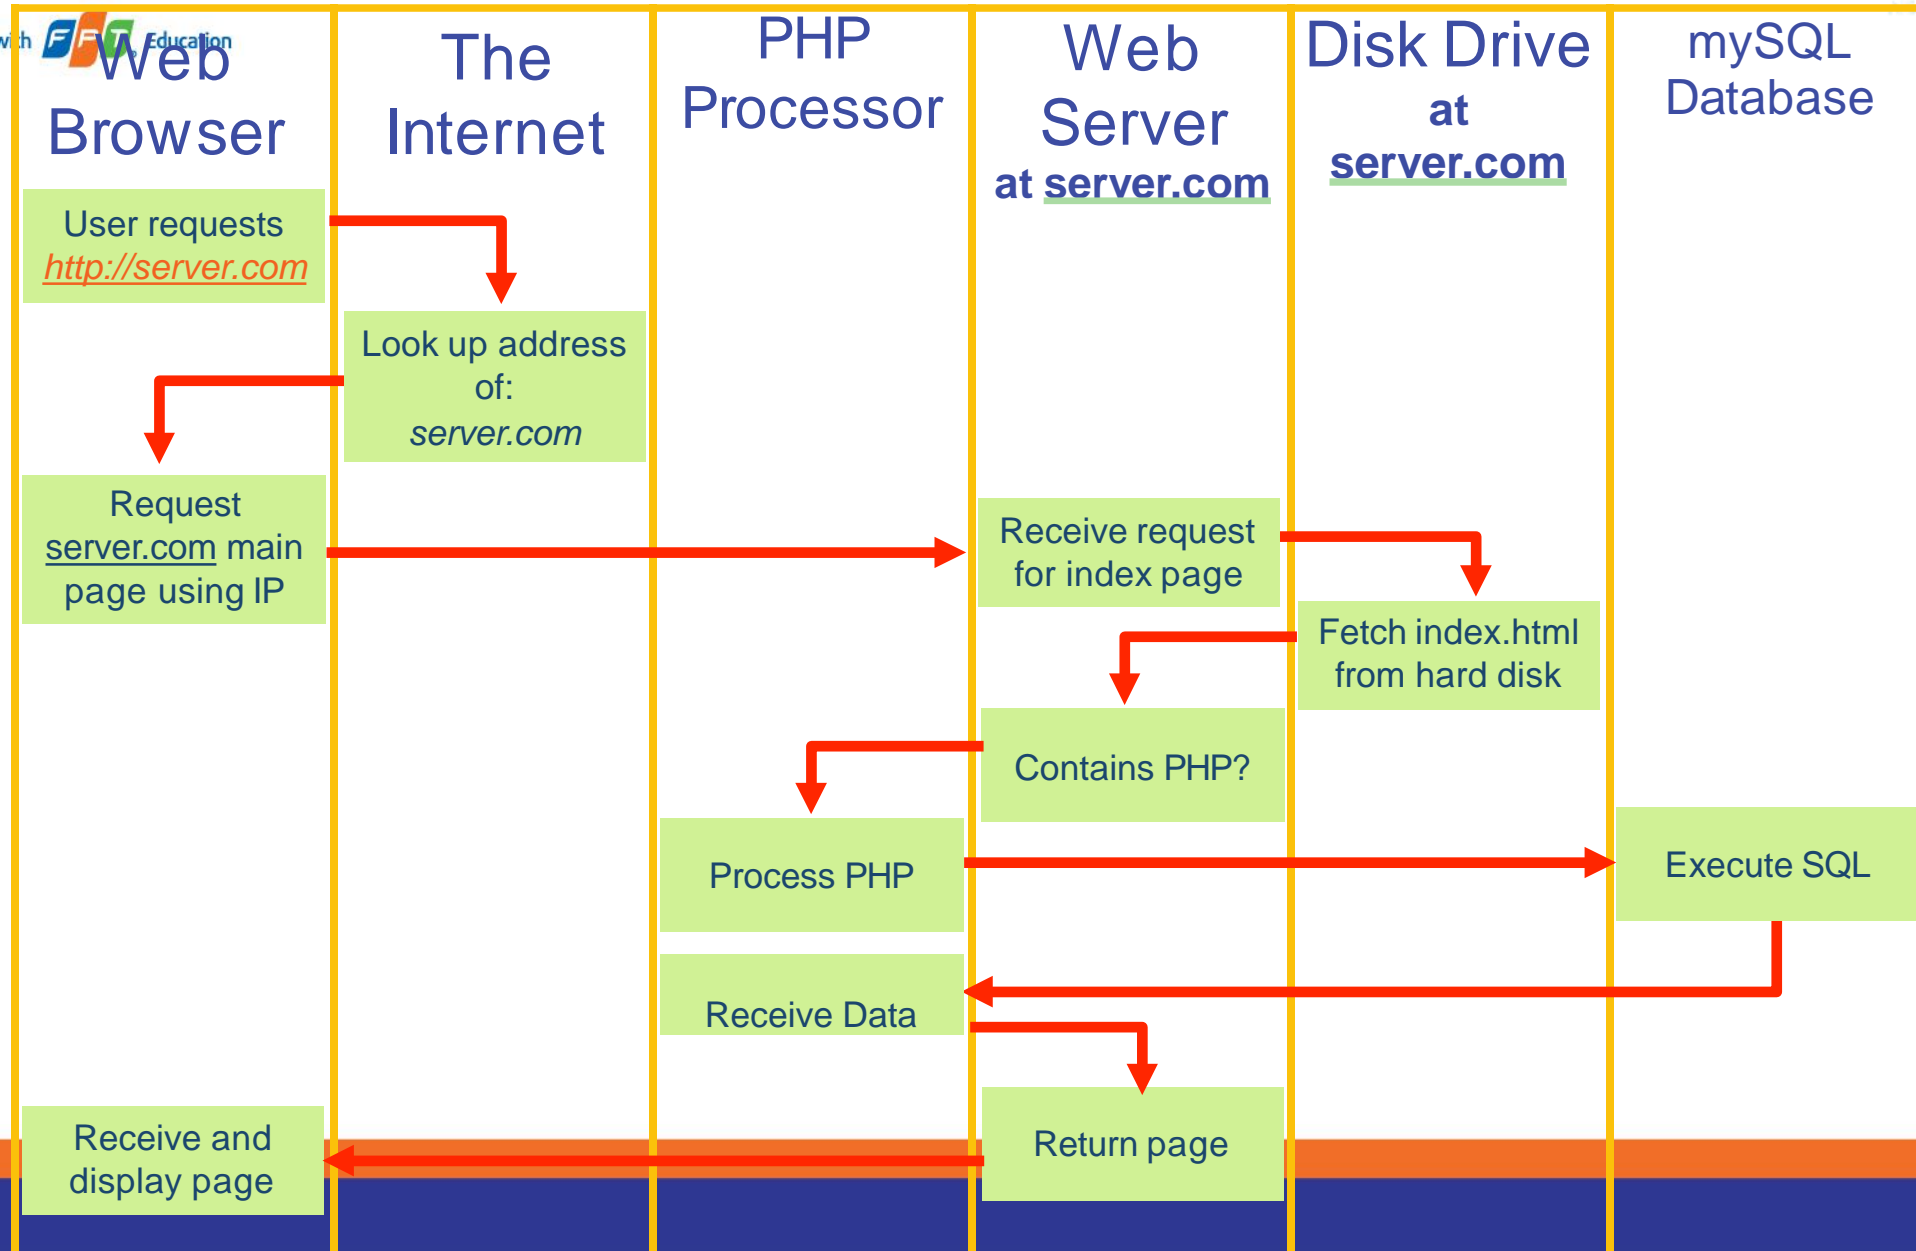 with FPT Education
Web
Browser
The
Internet
PHP
Processor
Web
Server
at server.com
Disk Drive
at
server.com
mySQL
Database
User requests
http://server.com
Look up address
of:
server.com
Request
server.com main
page using IP
Receive request
for index page
Fetch index.html
from hard disk
Contains PHP?
Process PHP
Execute SQL
Receive Data
Return page
Receive and
display page